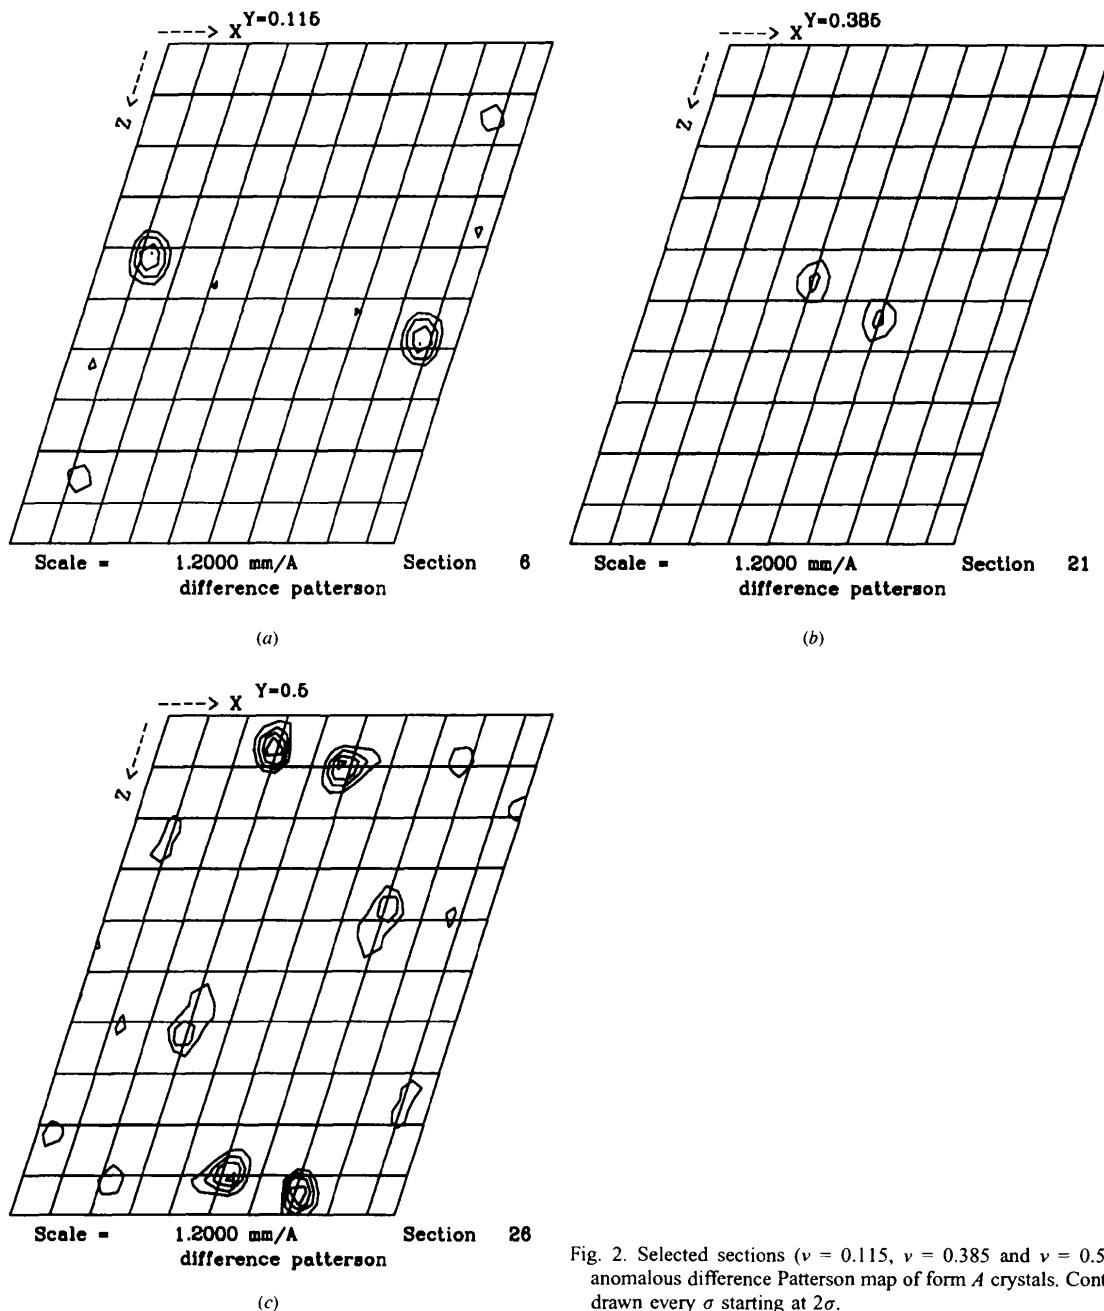 Y=0.115
----> X
Z
Scale = 1.2000 mm/A Section 6
difference patterson
(a)
Y=0.385
----> X
Z
Scale = 1.2000 mm/A Section 21
difference patterson
(b)
Y=0.5
----> X
Z
Scale = 1.2000 mm/A Section 26
difference patterson
(c)
Fig. 2. Selected sections (v = 0.115, v = 0.385 and v = 0.5
anomalous difference Patterson map of form A crystals. Cont
drawn every σ starting at 2σ.